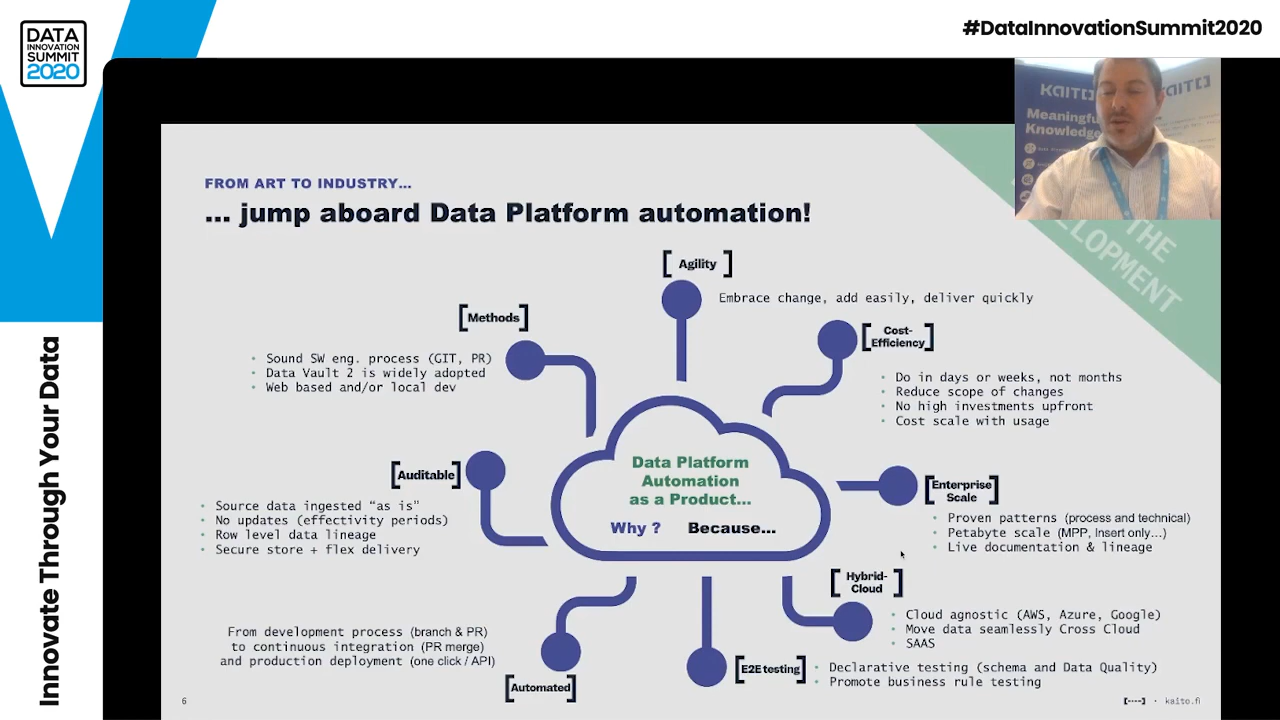 DATA
INNOVATION
SUMMIT
2020
#DataInnovationSummit2020
Innovate Through Your Data
KAITO
Meaningful
Knowledge
THE
FROM ART TO INDUSTRY...
... jump aboard Data Platform automation!
[Agility]
Embrace change, add easily, deliver quickly
[Methods]
• Sound SW eng. process (GIT, PR)
• Data Vault 2 is widely adopted
• Web based and/or local dev
[Cost-
Efficiency]
• Do in days or weeks, not months
• Reduce scope of changes
• No high investments upfront
• Cost scale with usage
[Auditable]
• Source data ingested “as is”
• No updates (effectivity periods)
• Row level data lineage
• Secure store + flex delivery
Data Platform
Automation
as a Product...
Why ? Because...
[Enterprise
Scale]
• Proven patterns (process and technical)
• Petabyte scale (MPP, Insert only...)
• Live documentation & lineage
[Hybrid-
Cloud]
• Cloud agnostic (AWS, Azure, Google)
• Move data seamlessly Cross Cloud
• SAAS
From development process (branch & PR)
to continuous integration (PR merge)
and production deployment (one click / API)
[Automated]
[E2E testing]
• Declarative testing (schema and Data Quality)
• Promote business rule testing
6
[----] · kaito.fi